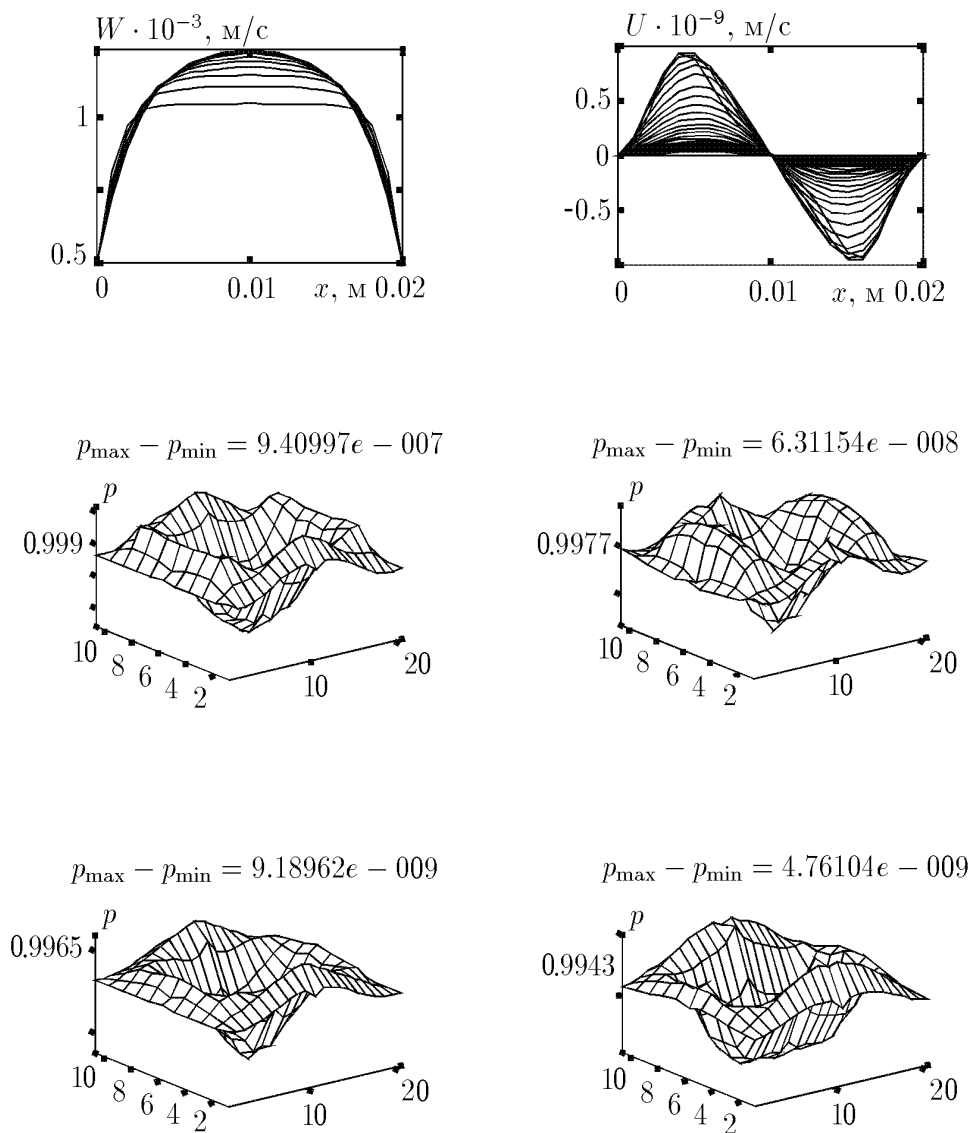 W · 10⁻³, м/с
1
0.5
0 0.01 x, м 0.02
U · 10⁻⁹, м/с
0.5
0
-0.5
0 0.01 x, м 0.02
p_max − p_min = 9.40997e − 007
p
0.999
10 8 6 4 2 10 20
p_max − p_min = 6.31154e − 008
p
0.9977
10 8 6 4 2 10 20
p_max − p_min = 9.18962e − 009
p
0.9965
10 8 6 4 2 10 20
p_max − p_min = 4.76104e − 009
p
0.9943
10 8 6 4 2 10 20